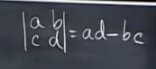 |a b|
|c d| = ad - bc